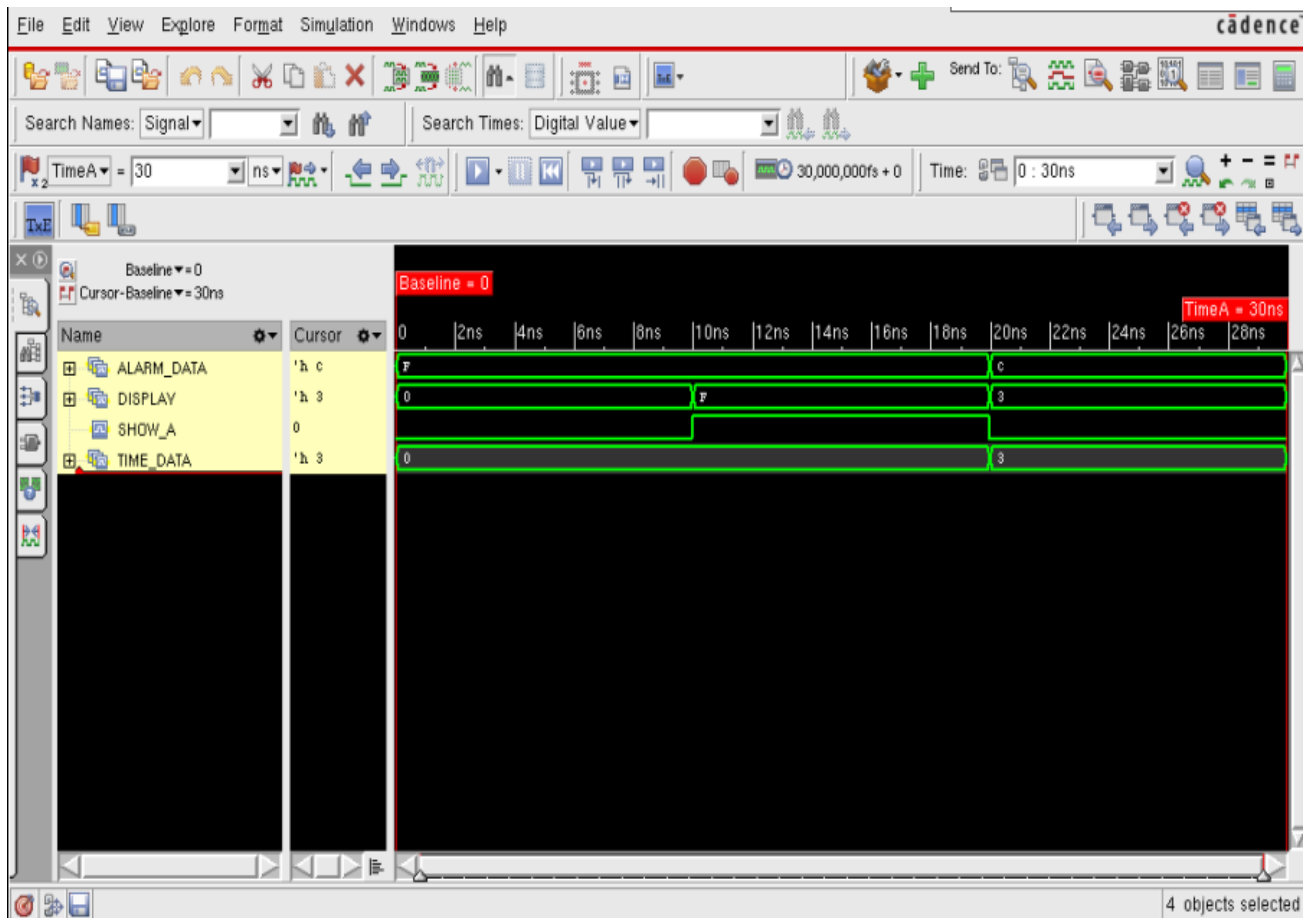 File Edit View Explore Format Simulation Windows Help cādence
Send To:
Search Names: Signal Search Times: Digital Value
x2 TimeA = 30 ns 30,000,000fs + 0 Time: 0 : 30ns
TxE
Baseline = 0
Cursor-Baseline = 30ns
Baseline = 0
TimeA = 30ns
Name Cursor 0 2ns 4ns 6ns 8ns 10ns 12ns 14ns 16ns 18ns 20ns 22ns 24ns 26ns 28ns
ALARM_DATA 'h C F C
DISPLAY 'h 3 0 F 3
SHOW_A 0
TIME_DATA 'h 3 0 3
4 objects selected